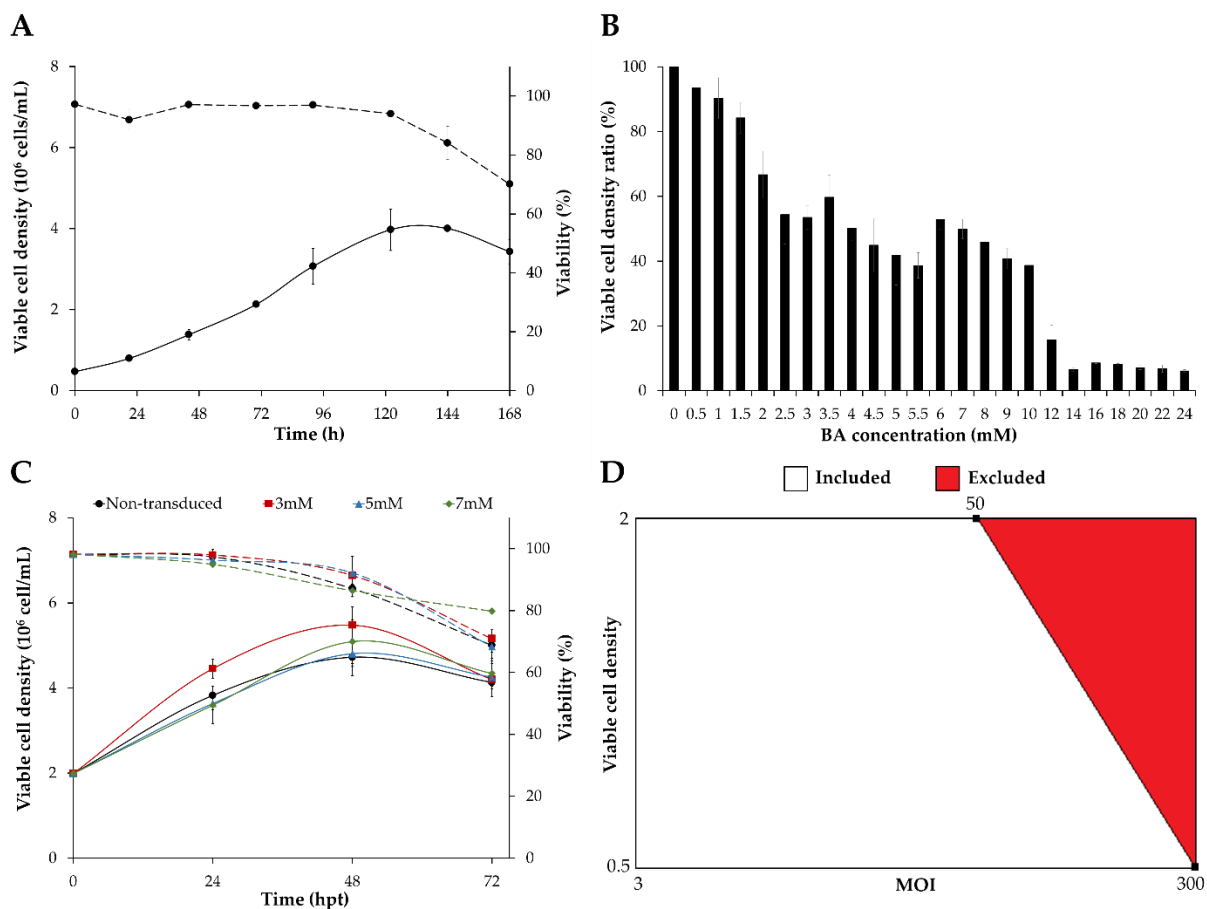 A
Viable cell density (10⁶ cells/mL)
8
6
4
2
0
100
80
60
40
20
0
Viability (%)
0 24 48 72 96 120 144 168
Time (h)
B
Viable cell density ratio (%)
100
80
60
40
20
0
0 0.5 1 1.5 2 2.5 3 3.5 4 4.5 5 5.5 6 7 8 9 10 12 14 16 18 20 22 24
BA concentration (mM)
C
Non-transduced 3mM 5mM 7mM
Viable cell density (10⁶ cell/mL)
8
6
4
2
0
100
80
60
40
20
0
Viability (%)
0 24 48 72
Time (hpt)
D
Included Excluded
50
2
Viable cell density
0.5
3 MOI 300